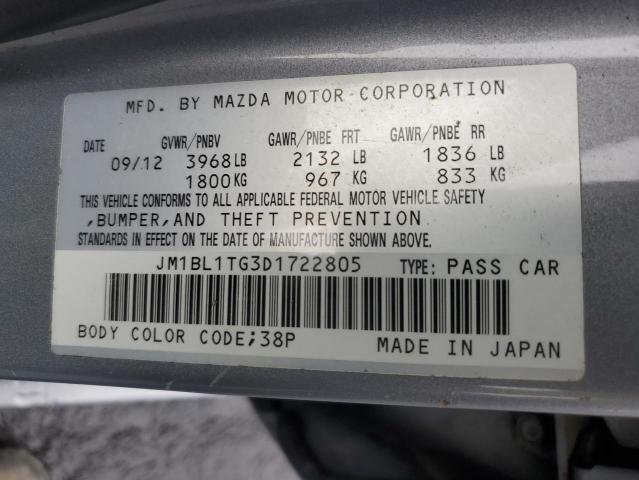 MFD. BY MAZDA MOTOR CORPORATION
DATE GVWR/PNBV GAWR/PNBE FRT GAWR/PNBE RR
09/12 3968 LB 2132 LB 1836 LB
1800 KG 967 KG 833 KG
THIS VEHICLE CONFORMS TO ALL APPLICABLE FEDERAL MOTOR VEHICLE SAFETY
,BUMPER,AND THEFT PREVENTION
STANDARDS IN EFFECT ON THE DATE OF MANUFACTURE SHOWN ABOVE.
JM1BL1TG3D1722805 TYPE: PASS CAR
BODY COLOR CODE;38P MADE IN JAPAN